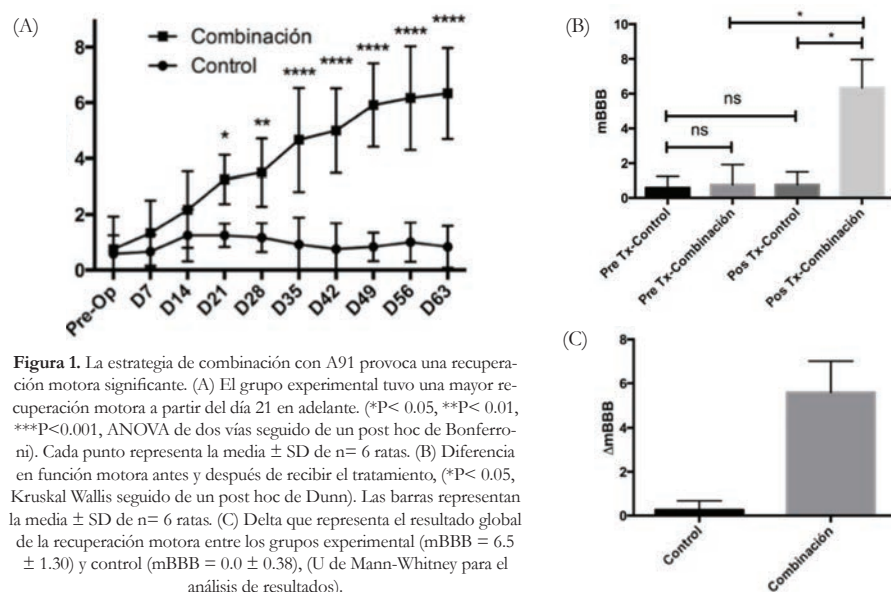 (A)
Combinación
Control
*
**
****
****
****
****
****
8
6
4
2
0
Pre-Op
D7
D14
D21
D28
D35
D42
D49
D56
D63
Figura 1. La estrategia de combinación con A91 provoca una recupera-
ción motora significante. (A) El grupo experimental tuvo una mayor re-
cuperación motora a partir del día 21 en adelante. (*P< 0.05, **P< 0.01,
***P<0.001, ANOVA de dos vías seguido de un post hoc de Bonferro-
ni). Cada punto representa la media ± SD de n= 6 ratas. (B) Diferencia
en función motora antes y después de recibir el tratamiento, (*P< 0.05,
Kruskal Wallis seguido de un post hoc de Dunn). Las barras representan
la media ± SD de n= 6 ratas. (C) Delta que representa el resultado global
de la recuperación motora entre los grupos experimental (mBBB = 6.5
± 1.30) y control (mBBB = 0.0 ± 0.38), (U de Mann-Whitney para el
análisis de resultados).
(B)
mBBB
10
8
6
4
2
0
*
*
ns
ns
Pre Tx-Control
Pre Tx-Combinación
Pos Tx-Control
Pos Tx-Combinación
(C)
ΔmBBB
8
6
4
2
0
Control
Combinación